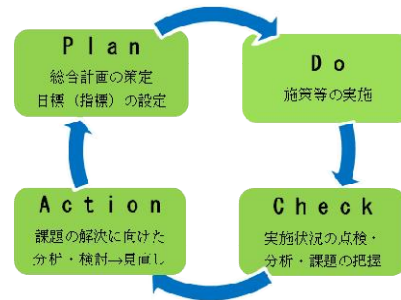 Plan
総合計画の策定
目標（指標）の設定
Do
施策等の実施
Check
実施状況の点検・
分析・課題の把握
Action
課題の解決に向けた
分析・検討→見直し